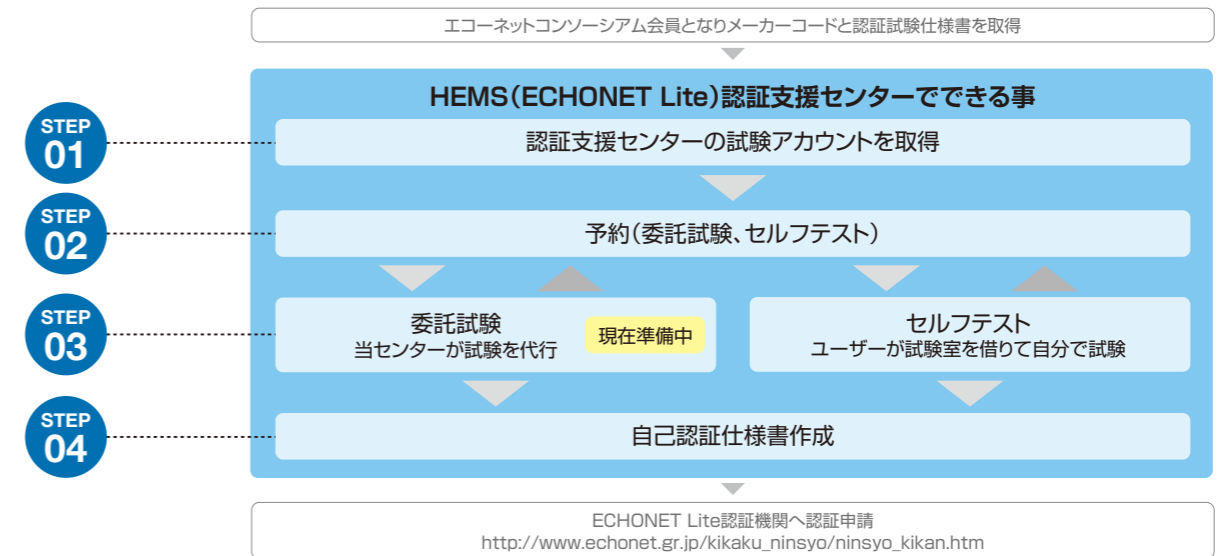 エコーネットコンソーシアム会員となりメーカーコードと認証試験仕様書を取得
HEMS（ECHONET Lite）認証支援センターでできる事
STEP
01
認証支援センターの試験アカウントを取得
STEP
02
予約（委託試験、セルフテスト）
STEP
03
委託試験
当センターが試験を代行
現在準備中
セルフテスト
ユーザーが試験室を借りて自分で試験
STEP
04
自己認証仕様書作成
ECHONET Lite認証機関へ認証申請
http://www.echonet.gr.jp/kikaku_ninsyo/ninsyo_kikan.htm